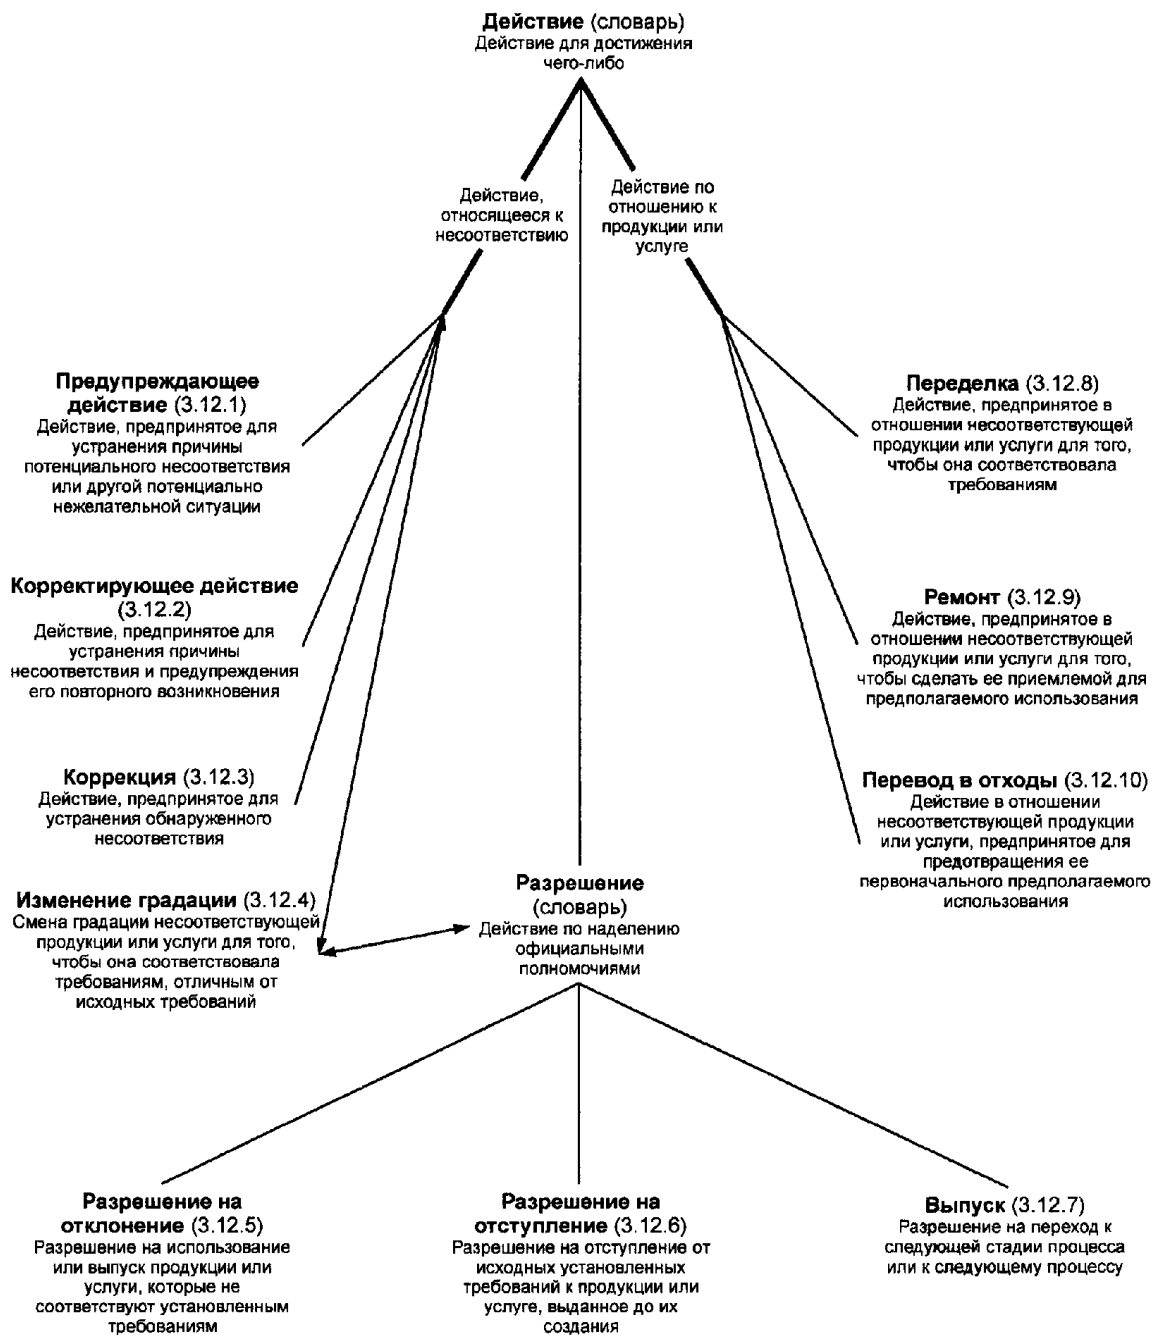 Действие (словарь)
Действие для достижения
чего-либо
Действие,
относящееся к
несоответствию
Действие по
отношению к
продукции или
услуге
Предупреждающее
действие (3.12.1)
Действие, предпринятое для
устранения причины
потенциального несоответствия
или другой потенциально
нежелательной ситуации
Переделка (3.12.8)
Действие, предпринятое в
отношении несоответствующей
продукции или услуги для того,
чтобы она соответствовала
требованиям
Корректирующее действие
(3.12.2)
Действие, предпринятое для
устранения причины
несоответствия и предупреждения
его повторного возникновения
Ремонт (3.12.9)
Действие, предпринятое в
отношении несоответствующей
продукции или услуги для того,
чтобы сделать ее приемлемой для
предполагаемого использования
Коррекция (3.12.3)
Действие, предпринятое для
устранения обнаруженного
несоответствия
Перевод в отходы (3.12.10)
Действие в отношении
несоответствующей продукции
или услуги, предпринятое для
предотвращения ее
первоначального предполагаемого
использования
Изменение градации (3.12.4)
Смена градации несоответствующей
продукции или услуги для того,
чтобы она соответствовала
требованиям, отличным от
исходных требований
Разрешение
(словарь)
Действие по наделению
официальными
полномочиями
Разрешение на
отклонение (3.12.5)
Разрешение на использование
или выпуск продукции или
услуги, которые не
соответствуют установленным
требованиям
Разрешение на
отступление (3.12.6)
Разрешение на отступление от
исходных установленных
требований к продукции или
услуге, выданное до их
создания
Выпуск (3.12.7)
Разрешение на переход к
следующей стадии процесса
или к следующему процессу